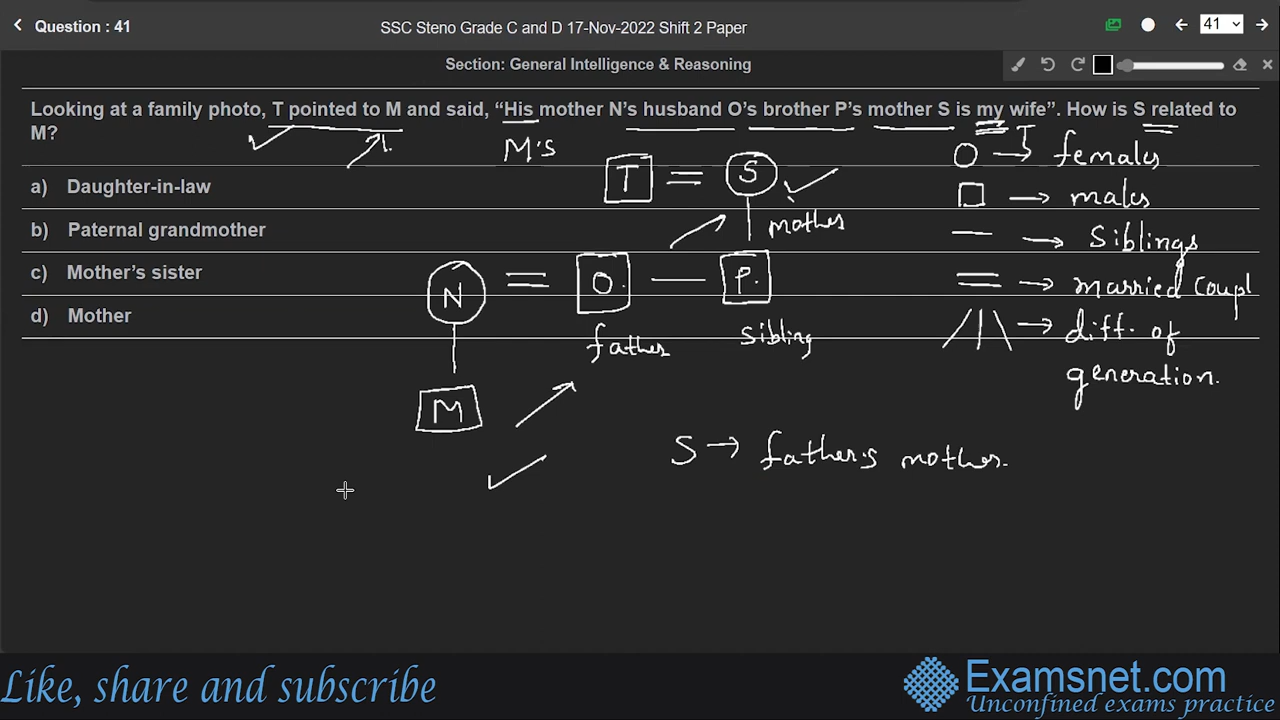 Question : 41
SSC Steno Grade C and D 17-Nov-2022 Shift 2 Paper
41
Section: General Intelligence & Reasoning
Looking at a family photo, T pointed to M and said, “His mother N’s husband O’s brother P’s mother S is my wife”. How is S related to
M?
M's
T
T = S
mother
a) Daughter-in-law
b) Paternal grandmother
c) Mother’s sister
d) Mother
N = O — P.
father
sibling
M
S → father's mother.
O → females
□ → males
— → Siblings
= → married coupl
/|\ → diff. of
generation.
Like, share and subscribe
Examsnet.com
Unconfined exams practice